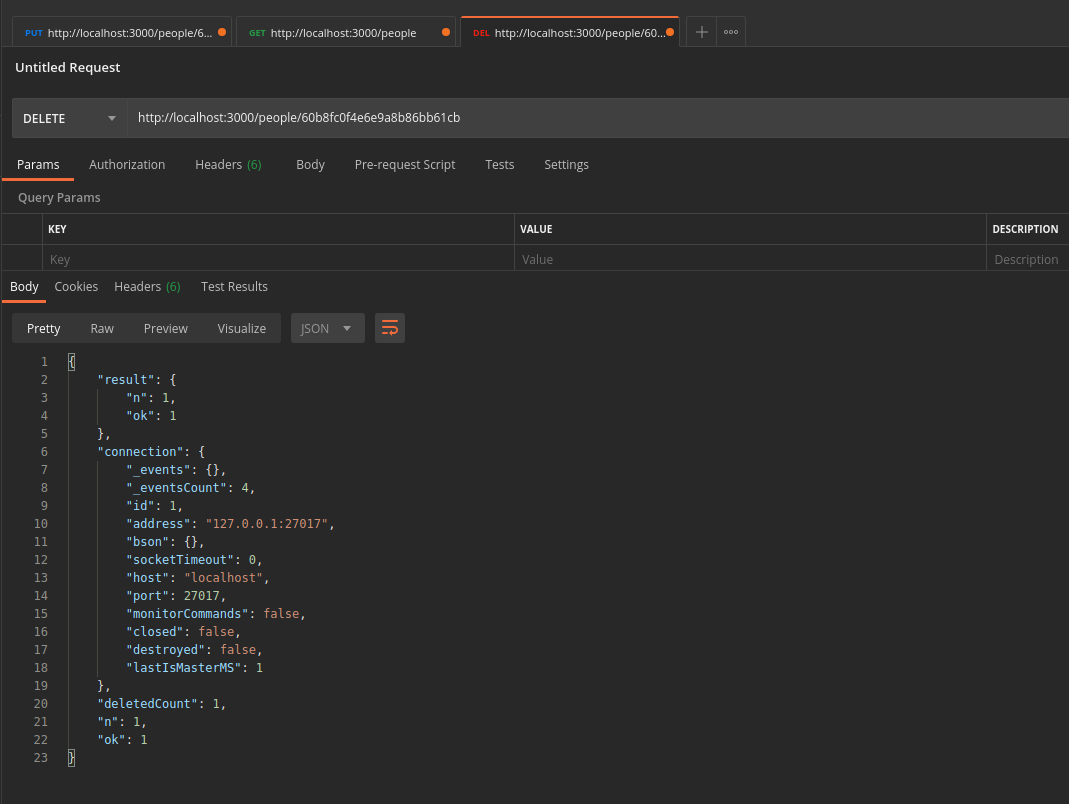 PUT http://localhost:3000/people/6... GET http://localhost:3000/people DEL http://localhost:3000/people/60...
Untitled Request
DELETE http://localhost:3000/people/60b8fc0f4e6e9a8b86bb61cb
Params Authorization Headers (6) Body Pre-request Script Tests Settings
Query Params
KEY VALUE DESCRIPTION
Key Value Description
Body Cookies Headers (6) Test Results
Pretty Raw Preview Visualize JSON
1 {
2 "result": {
3 "n": 1,
4 "ok": 1
5 },
6 "connection": {
7 "_events": {},
8 "_eventsCount": 4,
9 "id": 1,
10 "address": "127.0.0.1:27017",
11 "bson": {},
12 "socketTimeout": 0,
13 "host": "localhost",
14 "port": 27017,
15 "monitorCommands": false,
16 "closed": false,
17 "destroyed": false,
18 "lastIsMasterMS": 1
19 },
20 "deletedCount": 1,
21 "n": 1,
22 "ok": 1
23 }